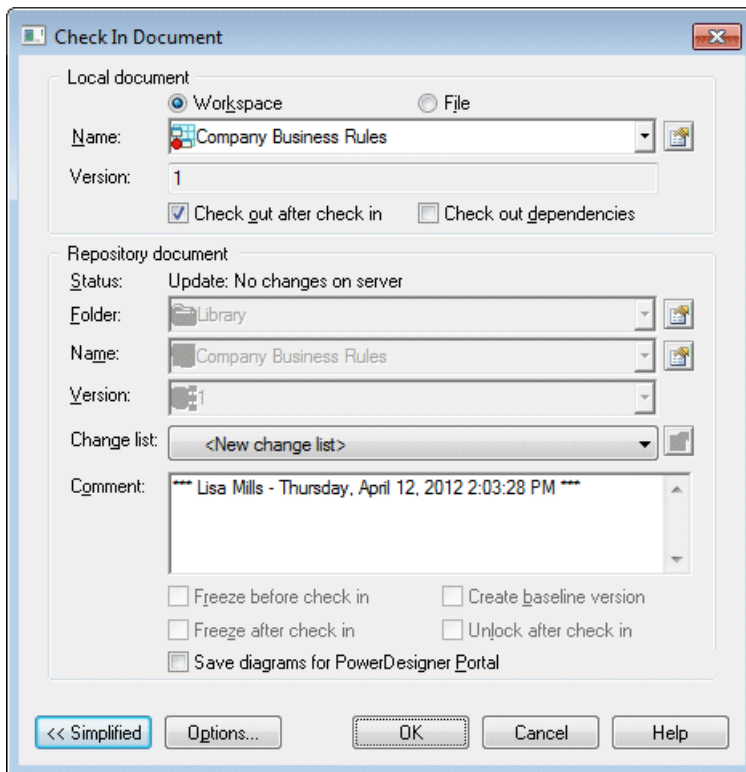 Check In Document
Local document
Workspace File
Name: Company Business Rules
Version: 1
Check out after check in Check out dependencies
Repository document
Status: Update: No changes on server
Folder: Library
Name: Company Business Rules
Version: 1
Change list: <New change list>
Comment: *** Lisa Mills - Thursday, April 12, 2012 2:03:28 PM ***
Freeze before check in Create baseline version
Freeze after check in Unlock after check in
Save diagrams for PowerDesigner Portal
<< Simplified Options... OK Cancel Help